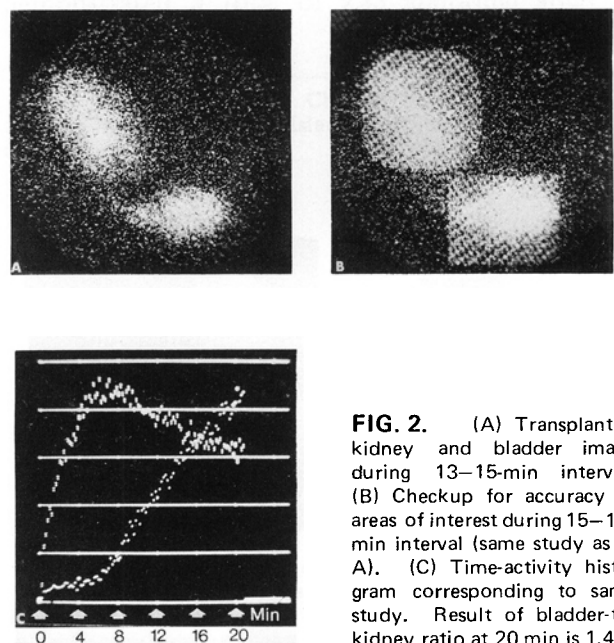 A
B
C
Min
0 4 8 12 16 20
FIG. 2. (A) Transplant
kidney and bladder ima
during 13–15-min interv
(B) Checkup for accuracy
areas of interest during 15–1
min interval (same study as
A). (C) Time-activity hist
gram corresponding to
study. Result of bladder-t
kidney ratio at 20 min is 1.4